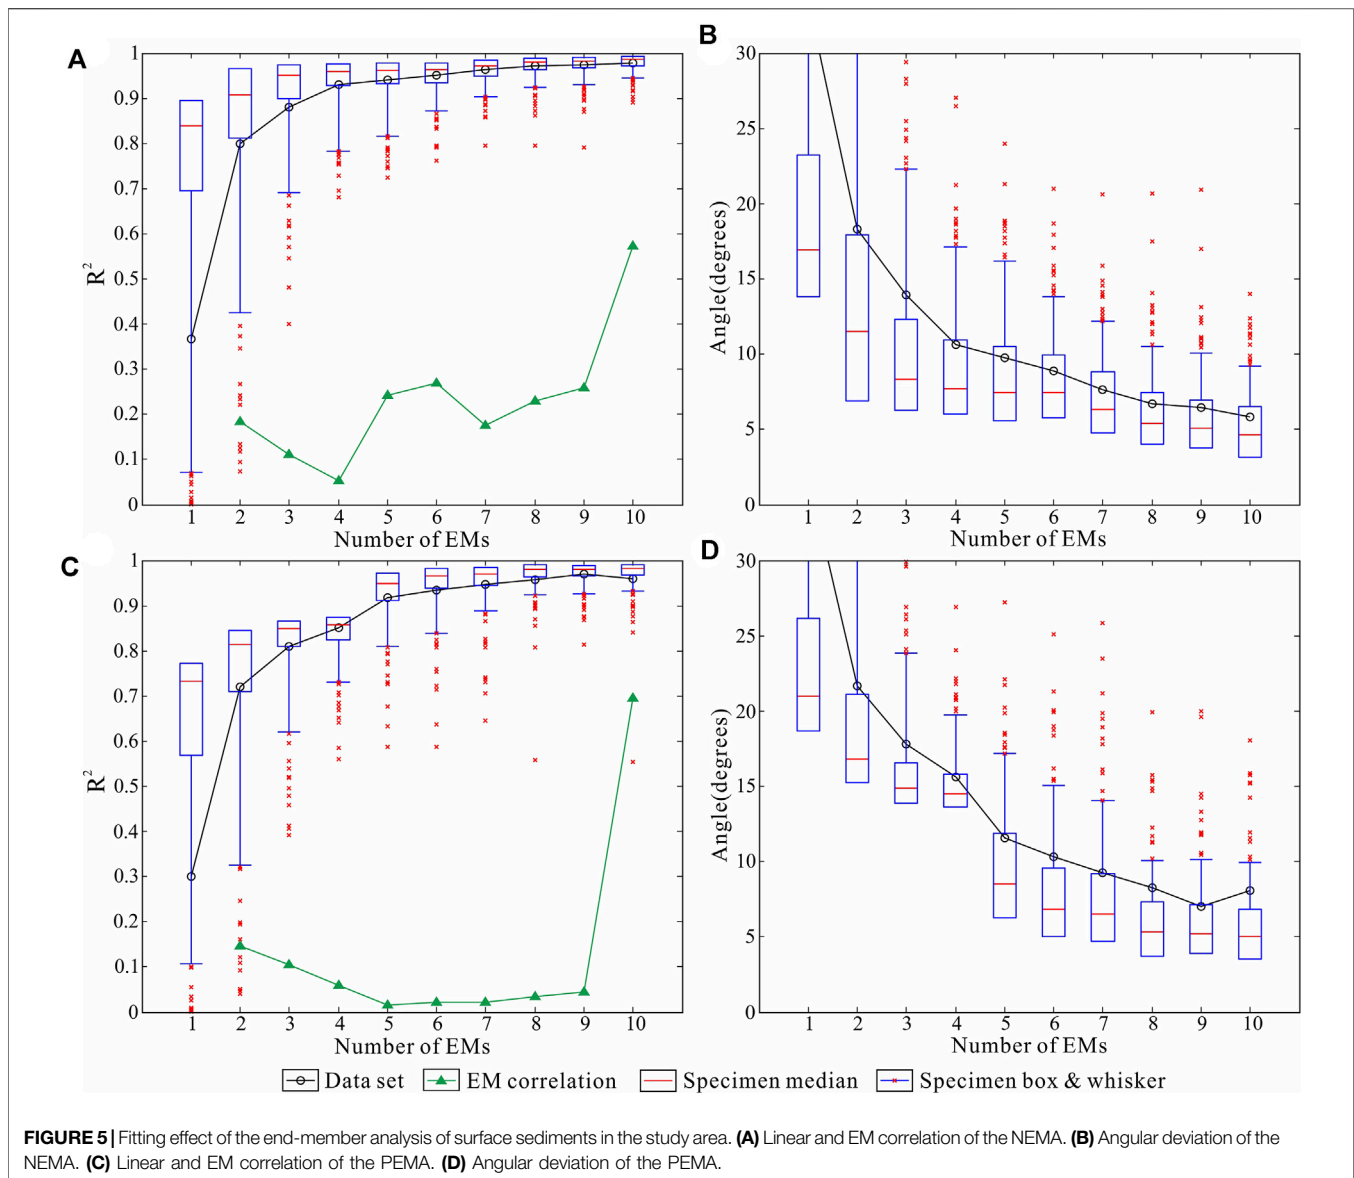 A
1
0.9
0.8
0.7
0.6
0.5
0.4
0.3
0.2
0.1
0
R²
1 2 3 4 5 6 7 8 9 10
Number of EMs
B
30
25
20
15
10
5
0
Angle(degrees)
1 2 3 4 5 6 7 8 9 10
Number of EMs
C
1
0.9
0.8
0.7
0.6
0.5
0.4
0.3
0.2
0.1
0
R²
1 2 3 4 5 6 7 8 9 10
Number of EMs
D
30
25
20
15
10
5
0
Angle(degrees)
1 2 3 4 5 6 7 8 9 10
Number of EMs
Data set EM correlation Specimen median Specimen box & whisker
FIGURE 5 | Fitting effect of the end-member analysis of surface sediments in the study area. (A) Linear and EM correlation of the NEMA. (B) Angular deviation of the
NEMA. (C) Linear and EM correlation of the PEMA. (D) Angular deviation of the PEMA.